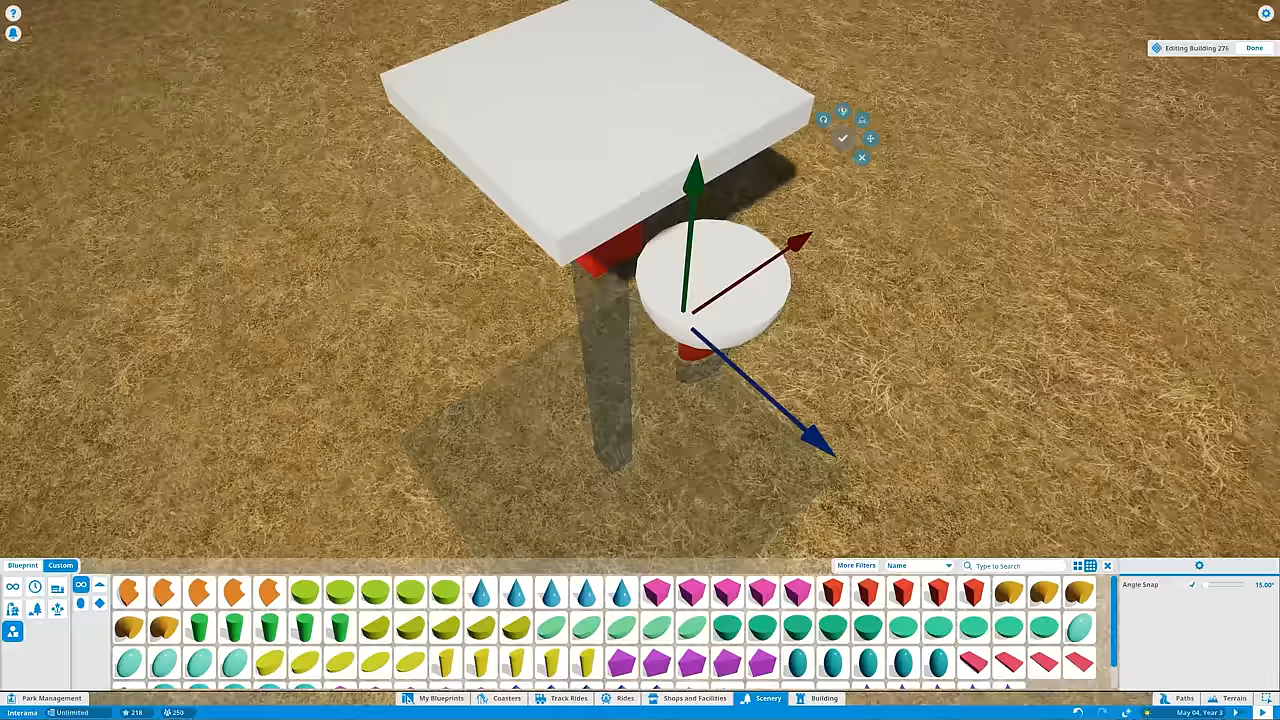 Editing Building 276 Done
Blueprint Custom
More Filters Name Type to Search
Angle Snap 15.00°
Park Management My Blueprints Coasters Track Rides Rides Shops and Facilities Scenery Building Paths Terrain
Interama Unlimited 218 250 May 04, Year 3